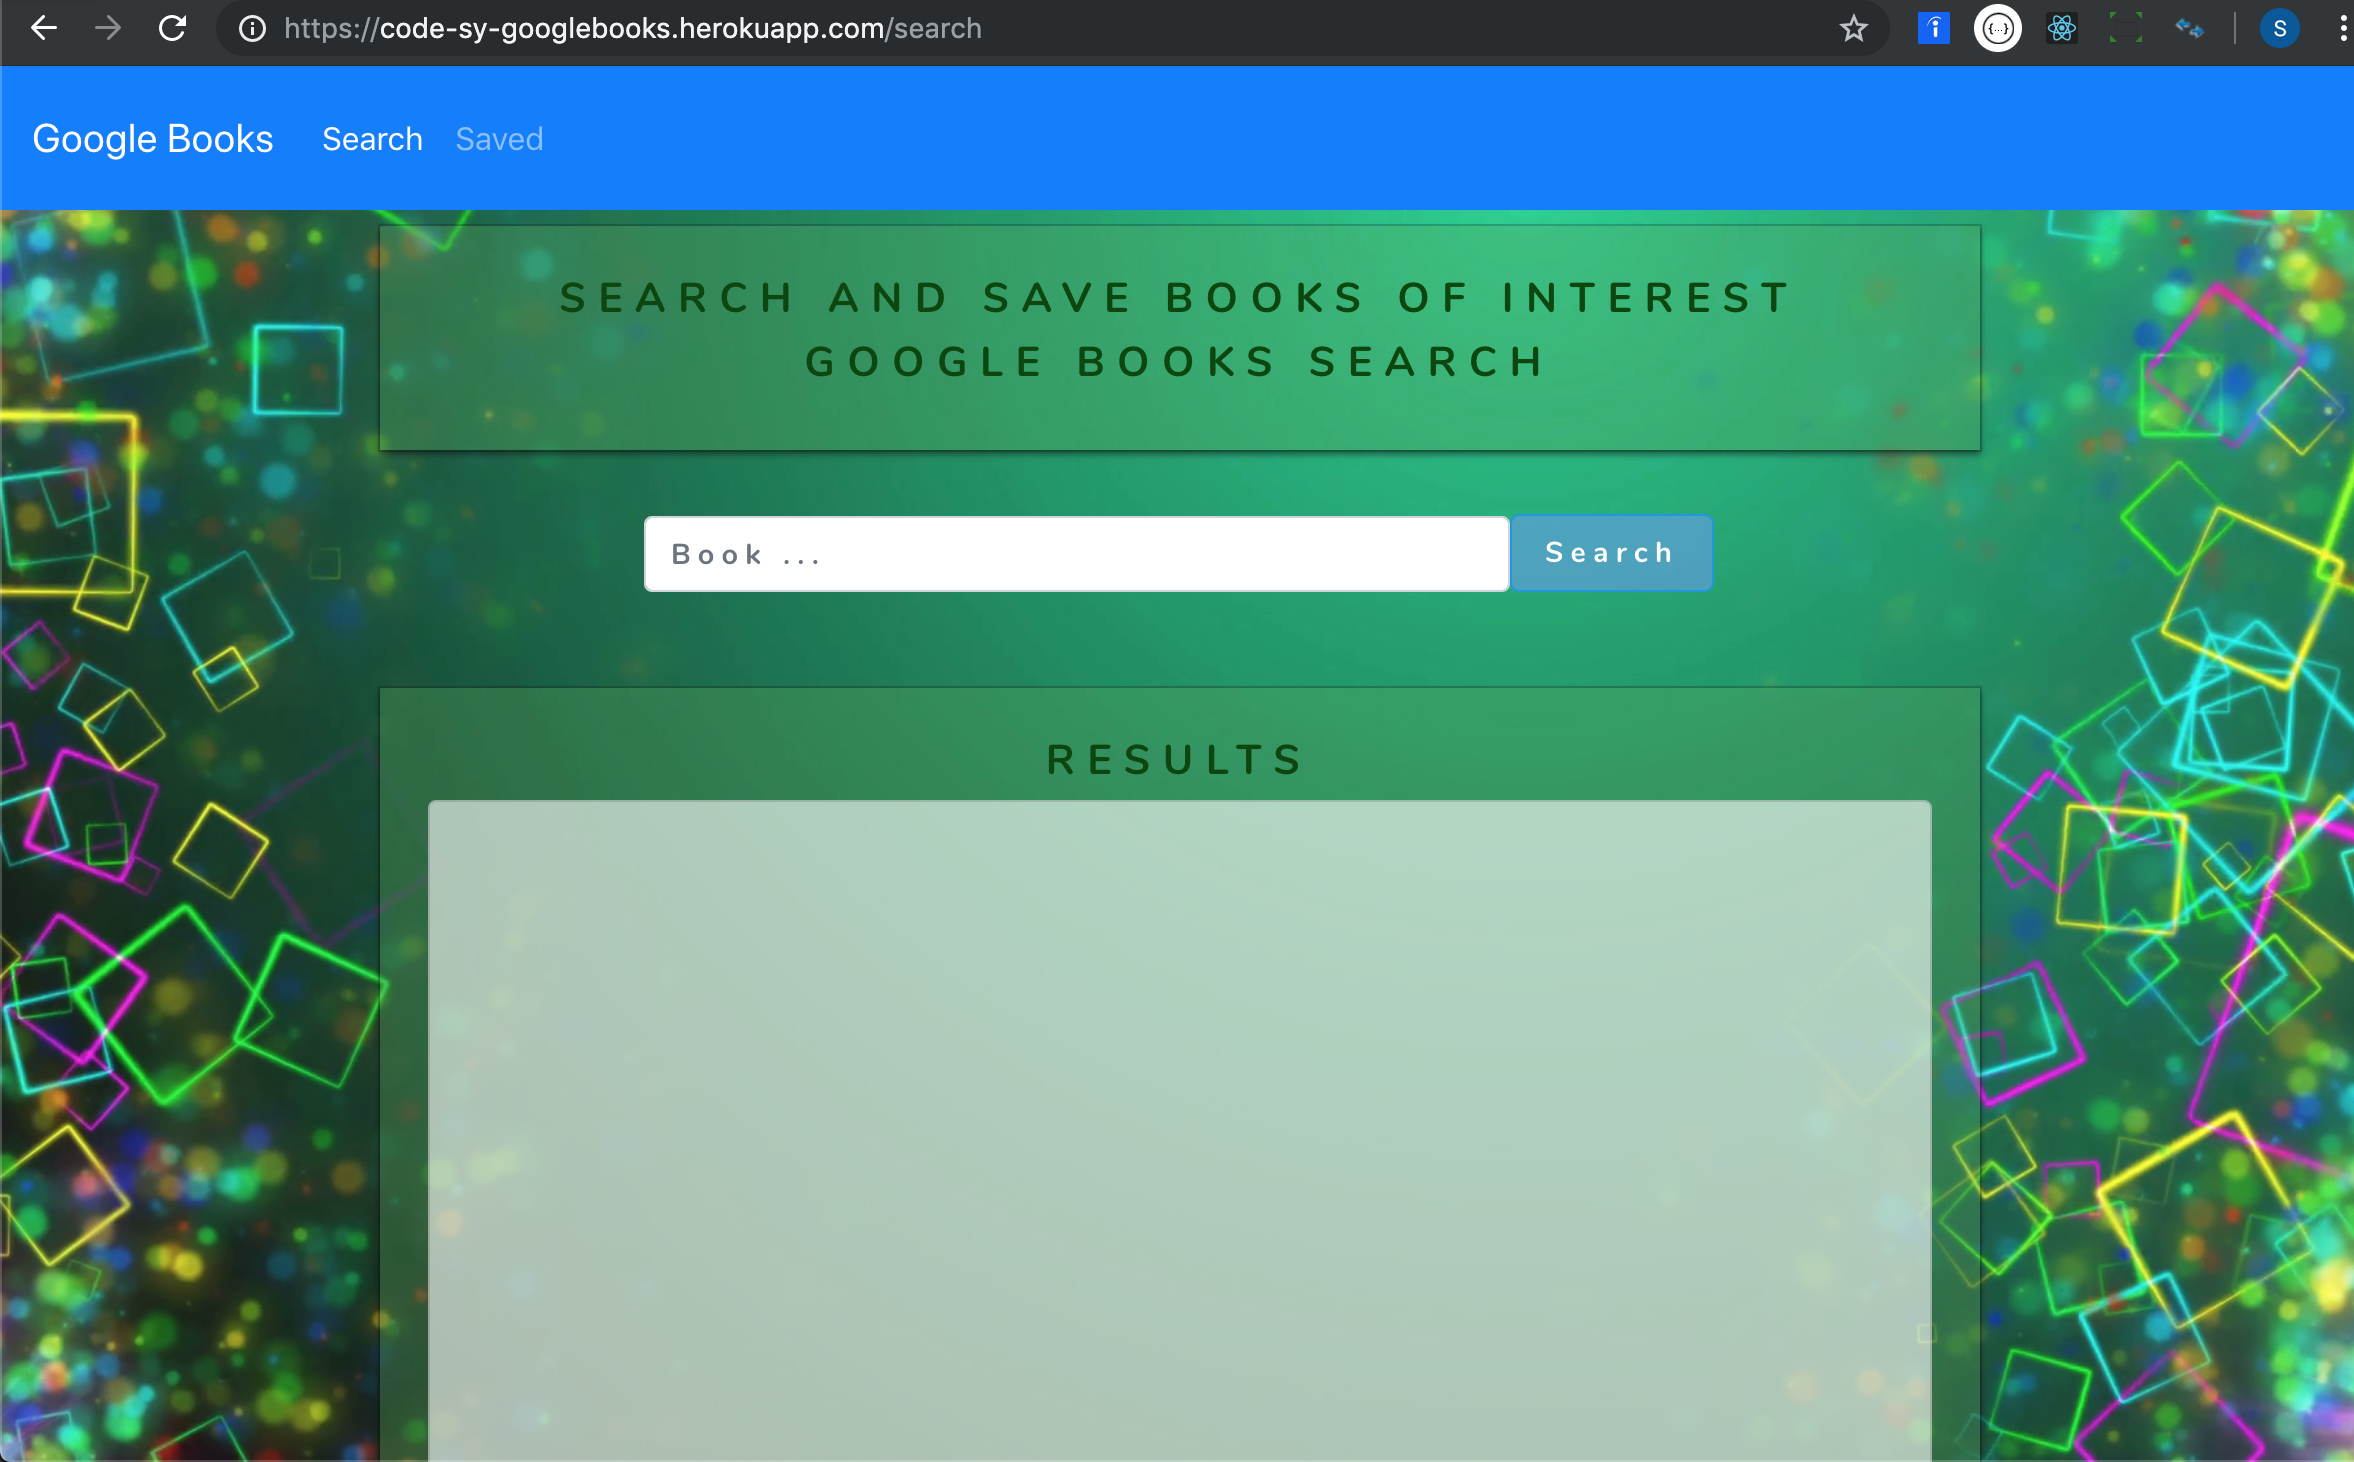 https://code-sy-googlebooks.herokuapp.com/search
S
Google Books Search Saved
SEARCH AND SAVE BOOKS OF INTEREST
GOOGLE BOOKS SEARCH
Book ... Search
RESULTS